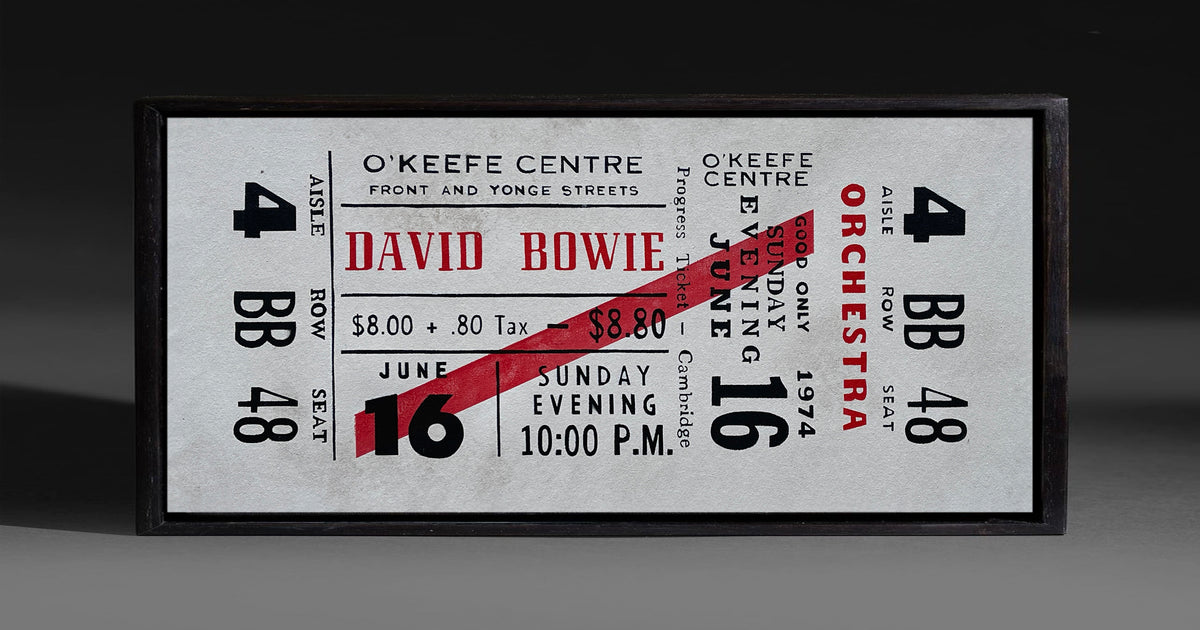 AISLE 4
ROW BB
SEAT 48
O'KEEFE CENTRE
FRONT AND YONGE STREETS
DAVID BOWIE
$8.00 + .80 Tax — $8.80
JUNE
16
SUNDAY
EVENING
10:00 P.M.
Progress Ticket — Cambridge
O'KEEFE
CENTRE
GOOD ONLY 1974
SUNDAY
EVENING
JUNE 16
ORCHESTRA
AISLE 4
ROW BB
SEAT 48